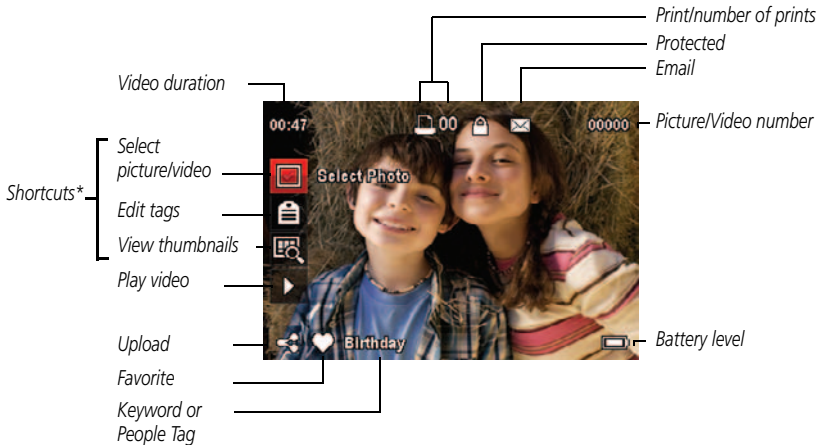 Print/number of prints
Protected
Email
Video duration
Picture/Video number
00:47
00
00000
Select
picture/video
Select Photo
Shortcuts*
Edit tags
View thumbnails
Play video
Upload
Birthday
Battery level
Favorite
Keyword or
People Tag